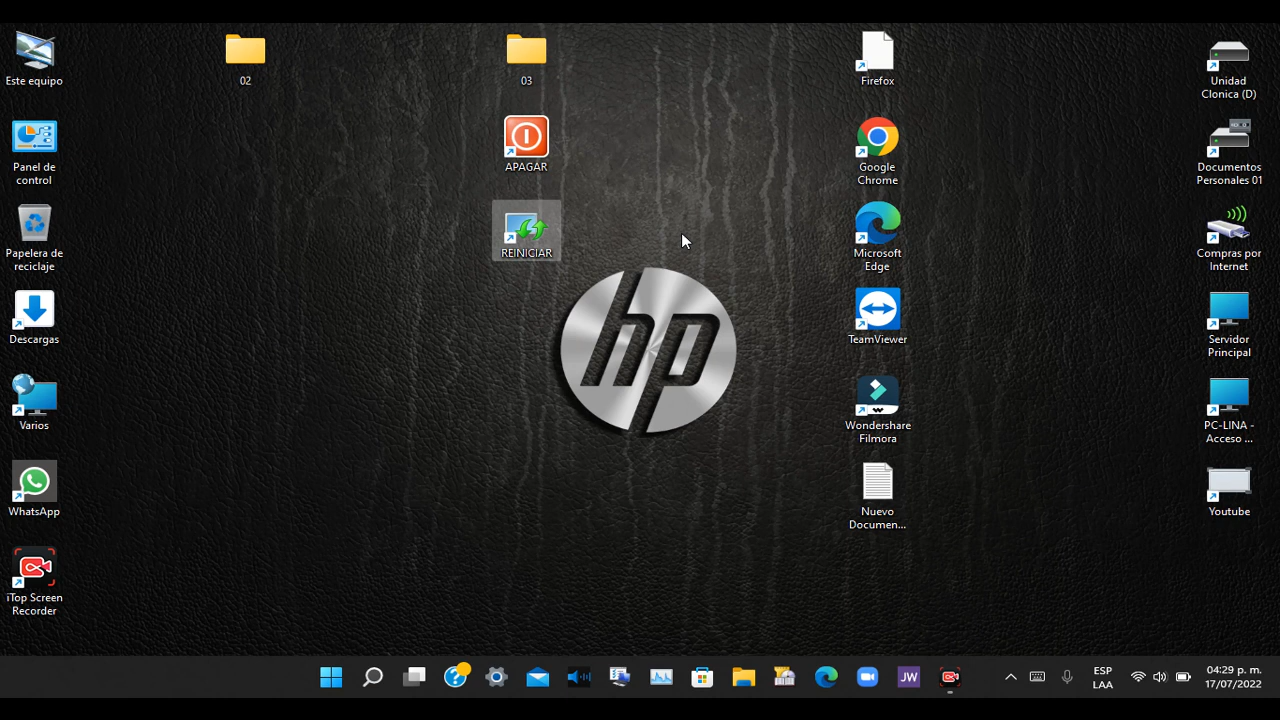 Este equipo
02
03
Firefox
Unidad
Clonica (D)
Panel de
control
APAGAR
Google
Chrome
Documentos
Personales 01
Papelera de
reciclaje
REINICIAR
Microsoft
Edge
Compras por
Internet
hp
Descargas
TeamViewer
Servidor
Principal
Varios
Wondershare
Filmora
PC-LINA -
Acceso ...
WhatsApp
Nuevo
Documen...
Youtube
iTop Screen
Recorder
JW
ESP
LAA
04:29 p. m.
17/07/2022